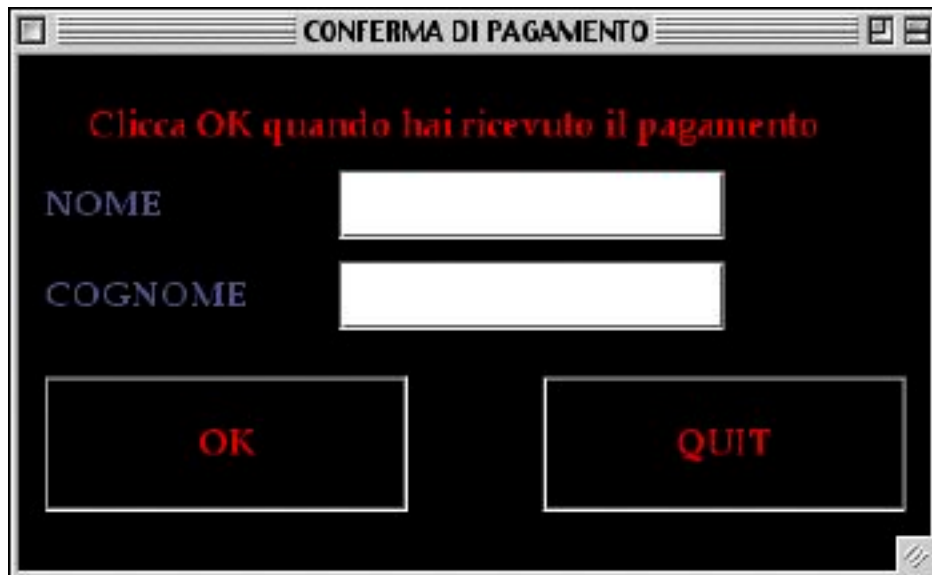 CONFERMA DI PAGAMENTO
Clicca OK quando hai ricevuto il pagamento
NOME
COGNOME
OK QUIT